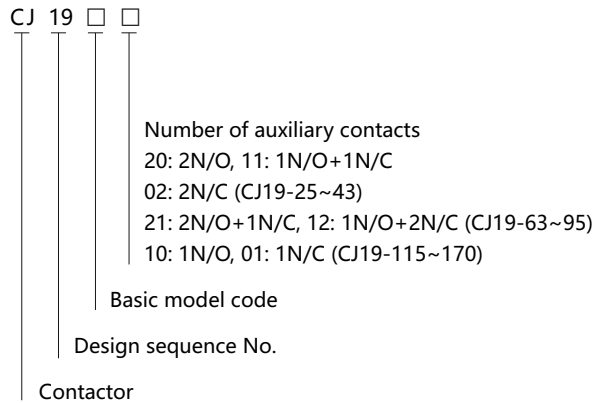 CJ 19 □ □
Number of auxiliary contacts
20: 2N/O, 11: 1N/O+1N/C
02: 2N/C (CJ19-25~43)
21: 2N/O+1N/C, 12: 1N/O+2N/C (CJ19-63~95)
10: 1N/O, 01: 1N/C (CJ19-115~170)
Basic model code
Design sequence No.
Contactor